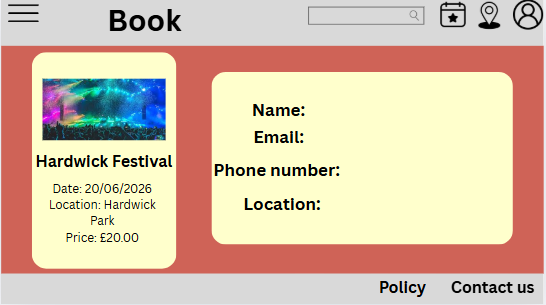 Book
Hardwick Festival
Date: 20/06/2026
Location: Hardwick
Park
Price: £20.00
Name:
Email:
Phone number:
Location:
Policy
Contact us